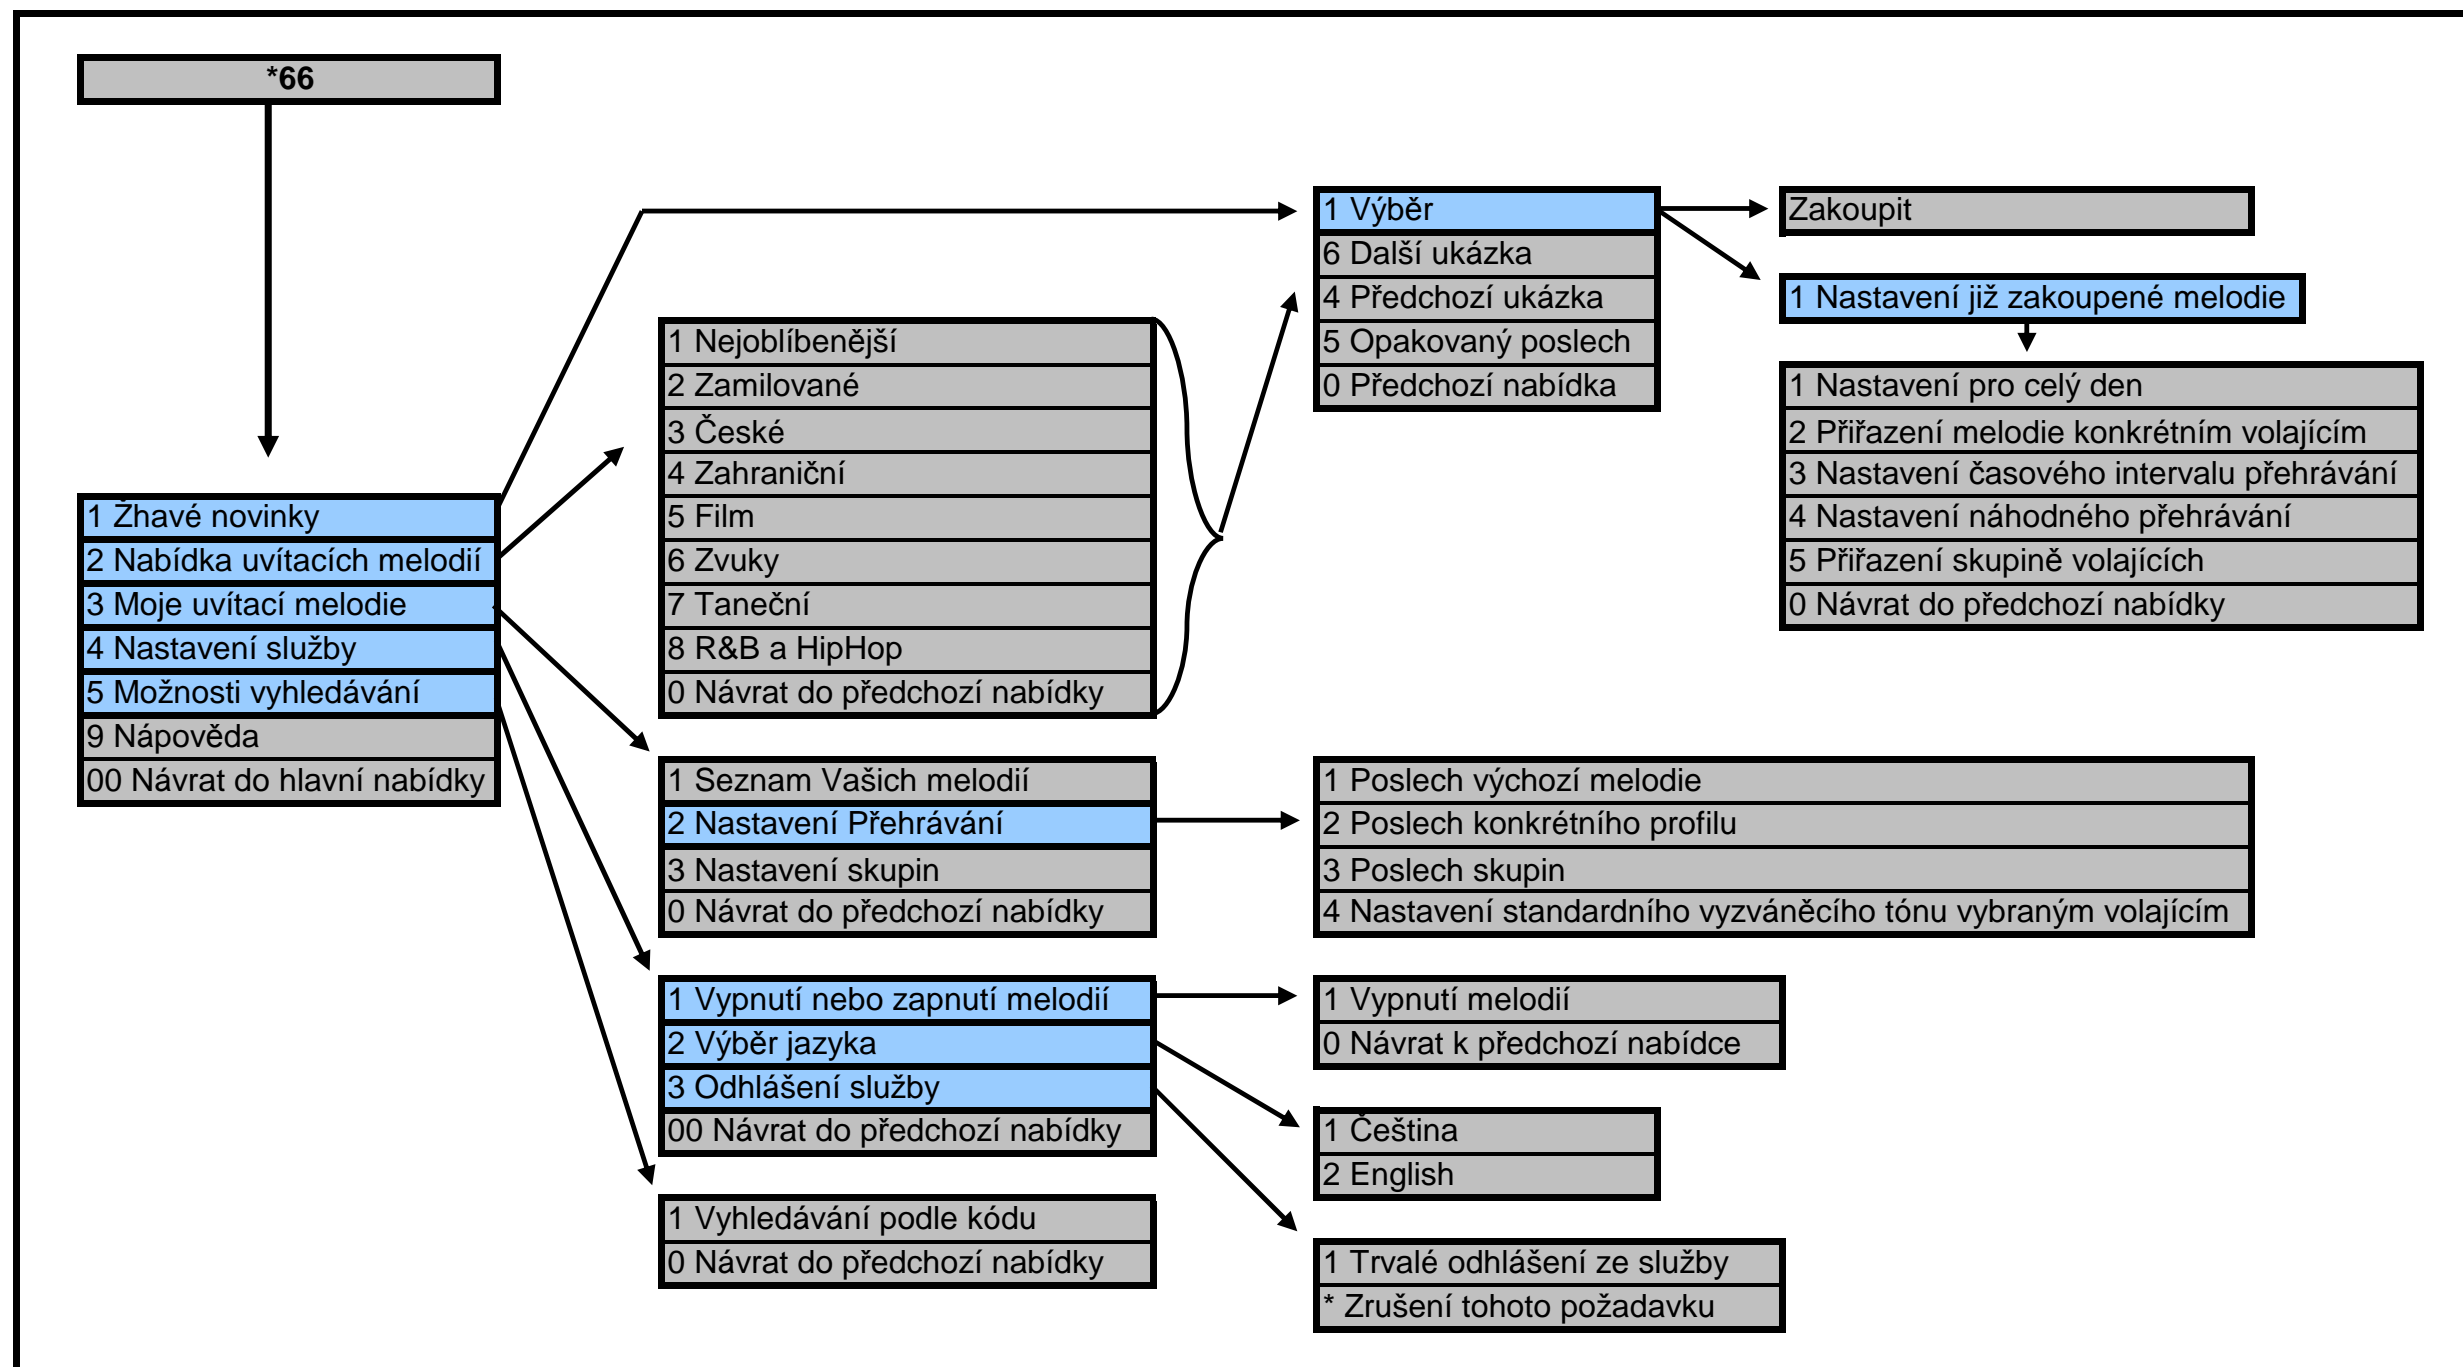 *66
1 Žhavé novinky
2 Nabídka uvítacích melodií
3 Moje uvítací melodie
4 Nastavení služby
5 Možnosti vyhledávání
9 Nápověda
00 Návrat do hlavní nabídky
1 Nejoblíbenější
2 Zamilované
3 České
4 Zahraniční
5 Film
6 Zvuky
7 Taneční
8 R&B a HipHop
0 Návrat do předchozí nabídky
1 Seznam Vašich melodií
2 Nastavení Přehrávání
3 Nastavení skupin
0 Návrat do předchozí nabídky
1 Vypnutí nebo zapnutí melodií
2 Výběr jazyka
3 Odhlášení služby
00 Návrat do předchozí nabídky
1 Vyhledávání podle kódu
0 Návrat do předchozí nabídky
1 Výběr
6 Další ukázka
4 Předchozí ukázka
5 Opakovaný poslech
0 Předchozí nabídka
1 Poslech výchozí melodie
2 Poslech konkrétního profilu
3 Poslech skupin
4 Nastavení standardního vyzváněcího tónu vybraným volajícím
1 Vypnutí melodií
0 Návrat k předchozí nabídce
1 Čeština
2 English
1 Trvalé odhlášení ze služby
* Zrušení tohoto požadavku
Zakoupit
1 Nastavení již zakoupené melodie
1 Nastavení pro celý den
2 Přiřazení melodie konkrétním volajícím
3 Nastavení časového intervalu přehrávání
4 Nastavení náhodného přehrávání
5 Přiřazení skupině volajících
0 Návrat do předchozí nabídky